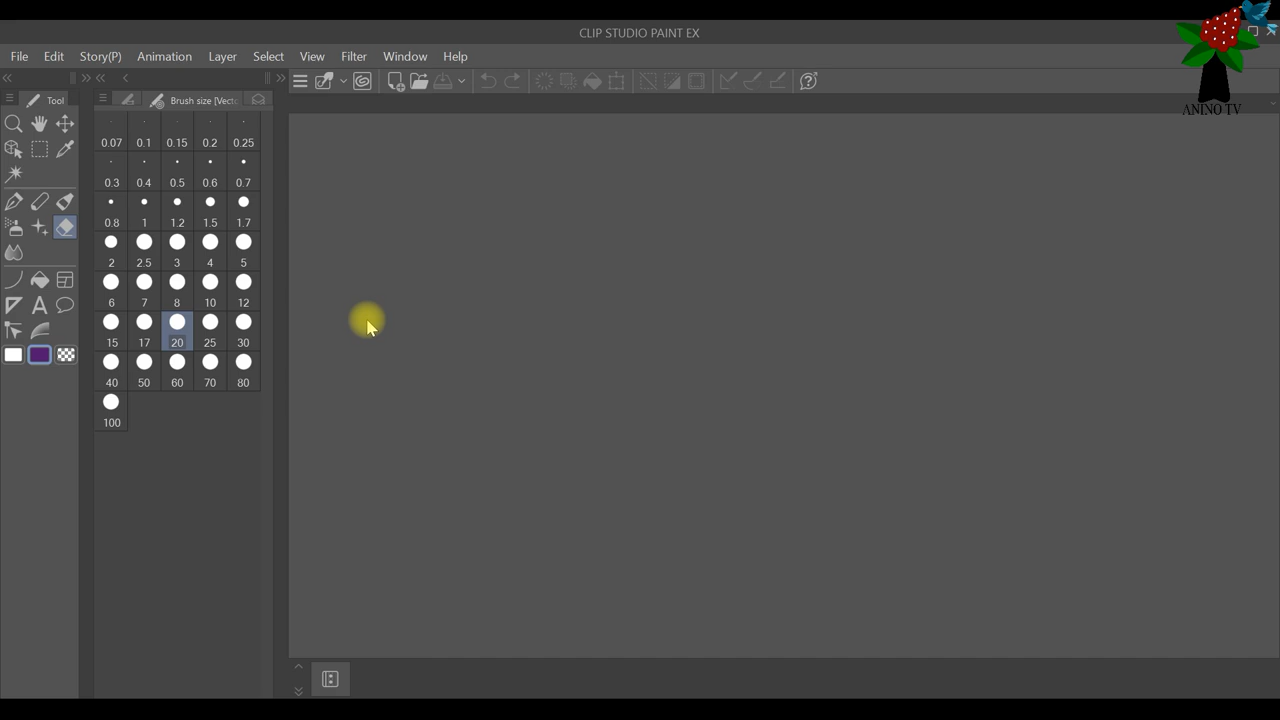 CLIP STUDIO PAINT EX
File Edit Story(P) Animation Layer Select View Filter Window Help
ANINO TV
Tool
Brush size [Vect
0.07 0.1 0.15 0.2 0.25
0.3 0.4 0.5 0.6 0.7
0.8 1 1.2 1.5 1.7
2 2.5 3 4 5
6 7 8 10 12
15 17 20 25 30
40 50 60 70 80
100